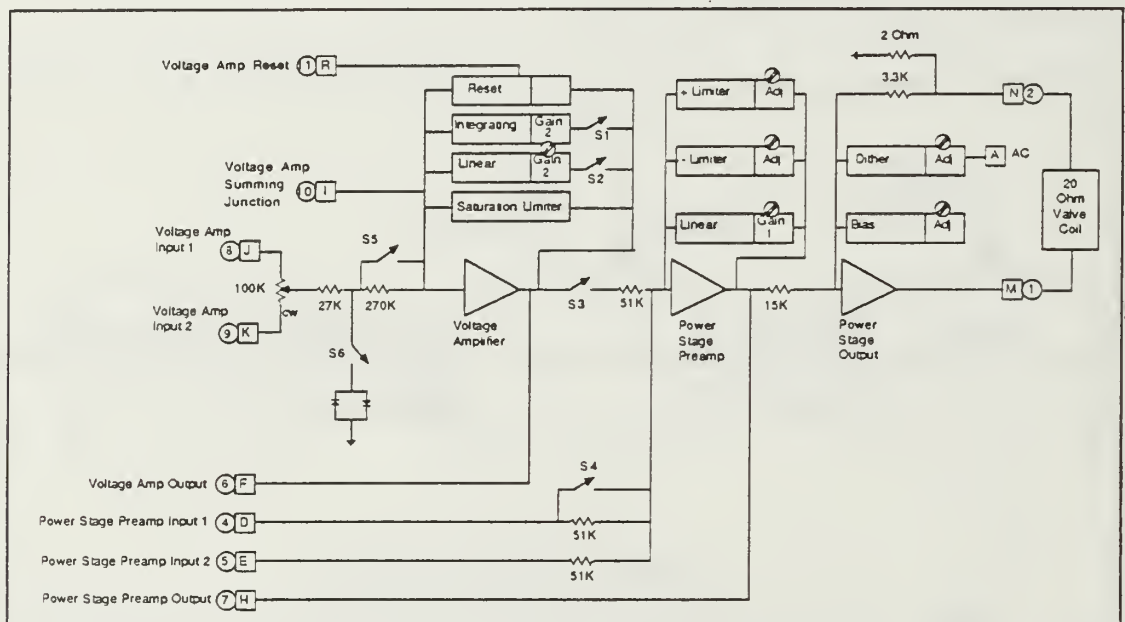 Voltage Amp Reset 1 R
Reset
Integrating Gain 2 S1
Linear Gain 2 S2
Saturation Limiter
Voltage Amp
Summing
Junction
0 I
Voltage Amp
Input 1
8 J
100K
cw
Voltage Amp
Input 2
9 K
27K
S5
270K
S6
Voltage
Amplifier
S3
51K
+ Limiter Adj
- Limiter Adj
Linear Gain 1
Power
Stage
Preamp
15K
2 Ohm
3.3K
N 2
Dither Adj A AC
Bias Adj
20
Ohm
Valve
Coil
M 1
Power
Stage
Output
Voltage Amp Output 6 F
S4
Power Stage Preamp Input 1 4 D
51K
Power Stage Preamp Input 2 5 E
51K
Power Stage Preamp Output 7 H